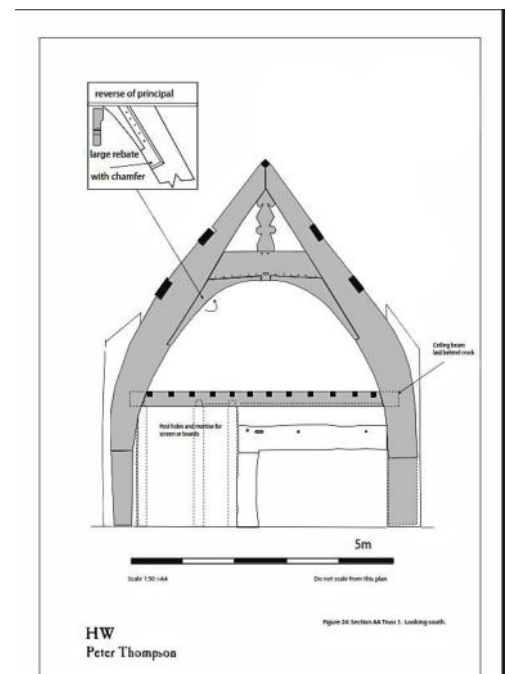 reverse of principal
large rebate
with chamfer
Ceiling beam
laid behind cruck
Post holes and mortise for
screen or boards
5m
Scale 1:50 >A4
Do not scale from this plan
Figure 24: Section AA Truss 1. Looking south.
HW
Peter Thompson